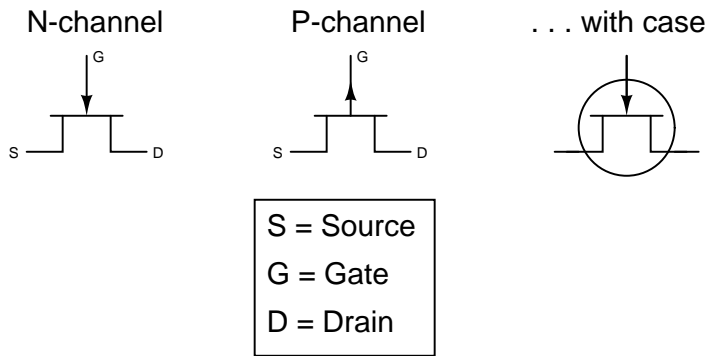 N-channel
P-channel
. . . with case
G
G
S
D
S
D
S = Source
G = Gate
D = Drain